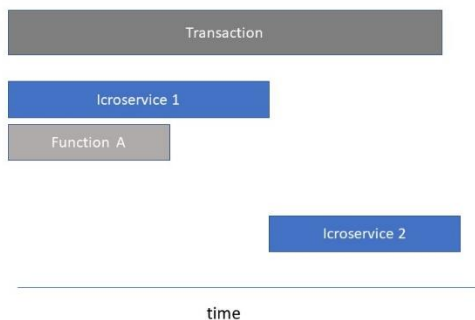 Transaction
Icroservice 1
Function A
Icroservice 2
time